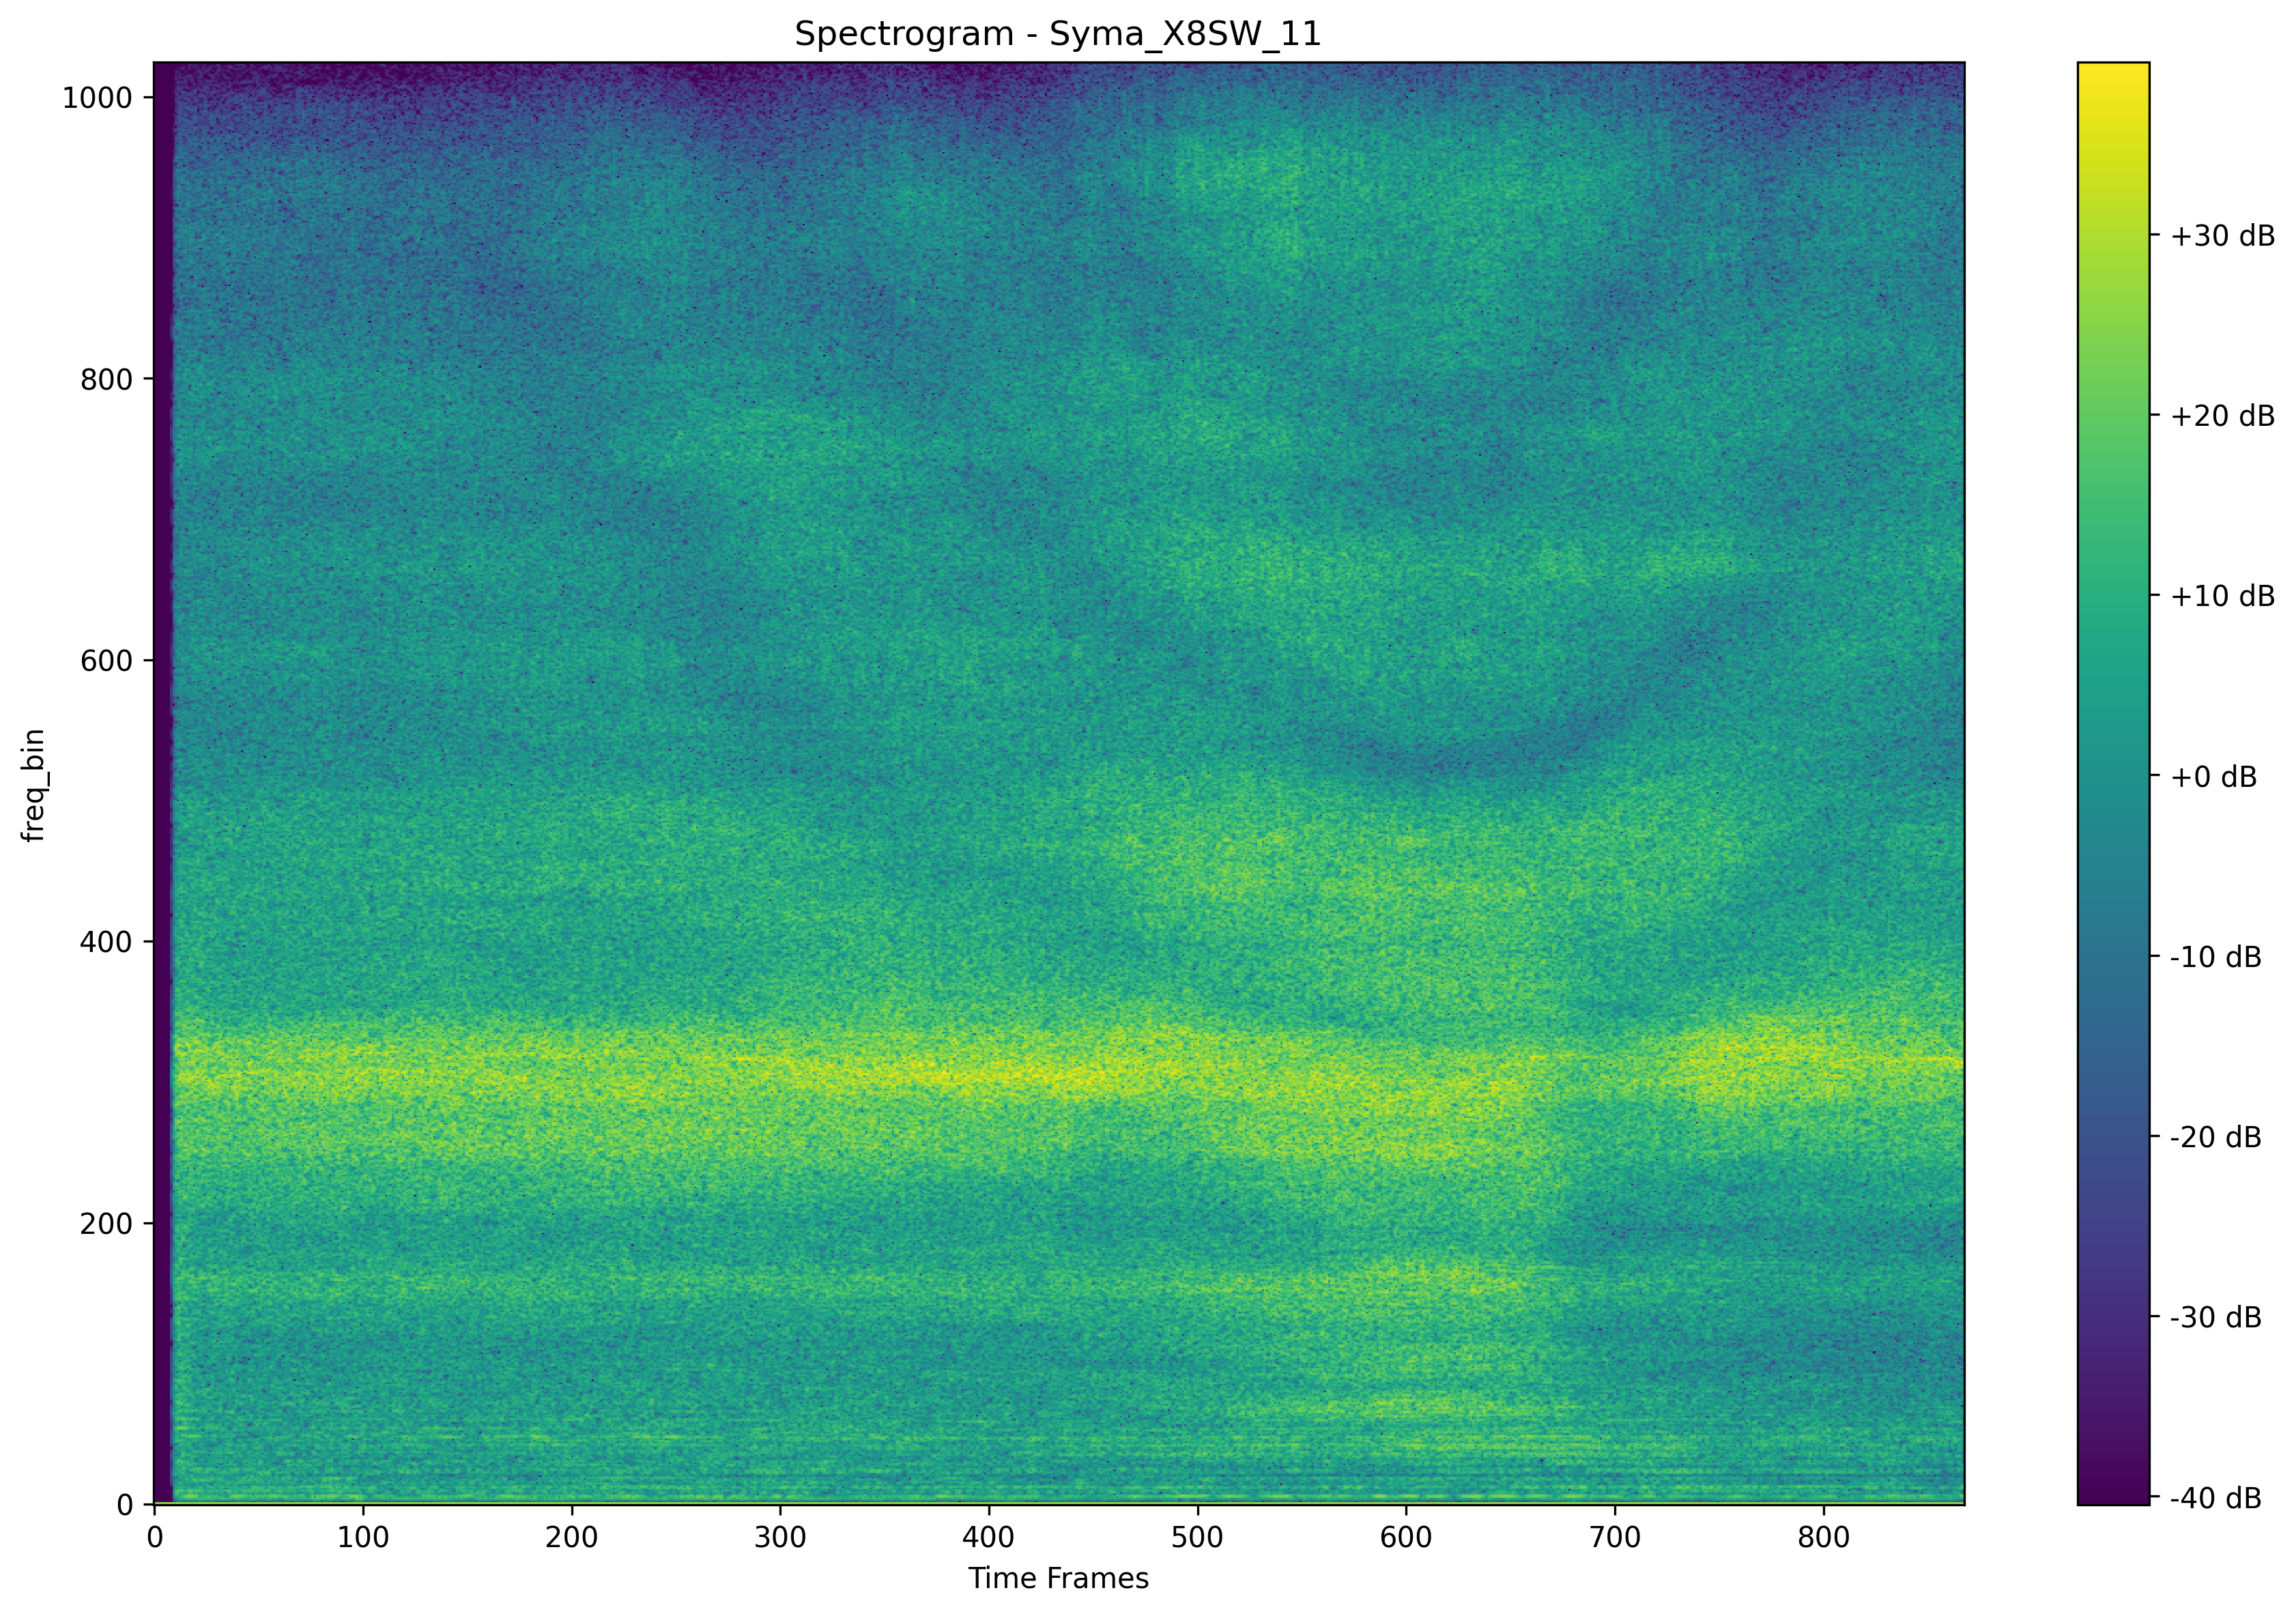 Spectrogram - Syma_X8SW_11
1000
800
600
400
200
0
freq_bin
0 100 200 300 400 500 600 700 800
Time Frames
+30 dB
+20 dB
+10 dB
+0 dB
-10 dB
-20 dB
-30 dB
-40 dB